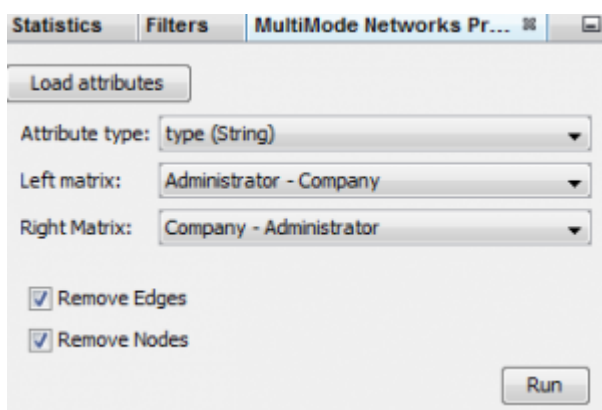 Statistics Filters MultiMode Networks Pr...
Load attributes
Attribute type: type (String)
Left matrix: Administrator - Company
Right Matrix: Company - Administrator
Remove Edges
Remove Nodes
Run